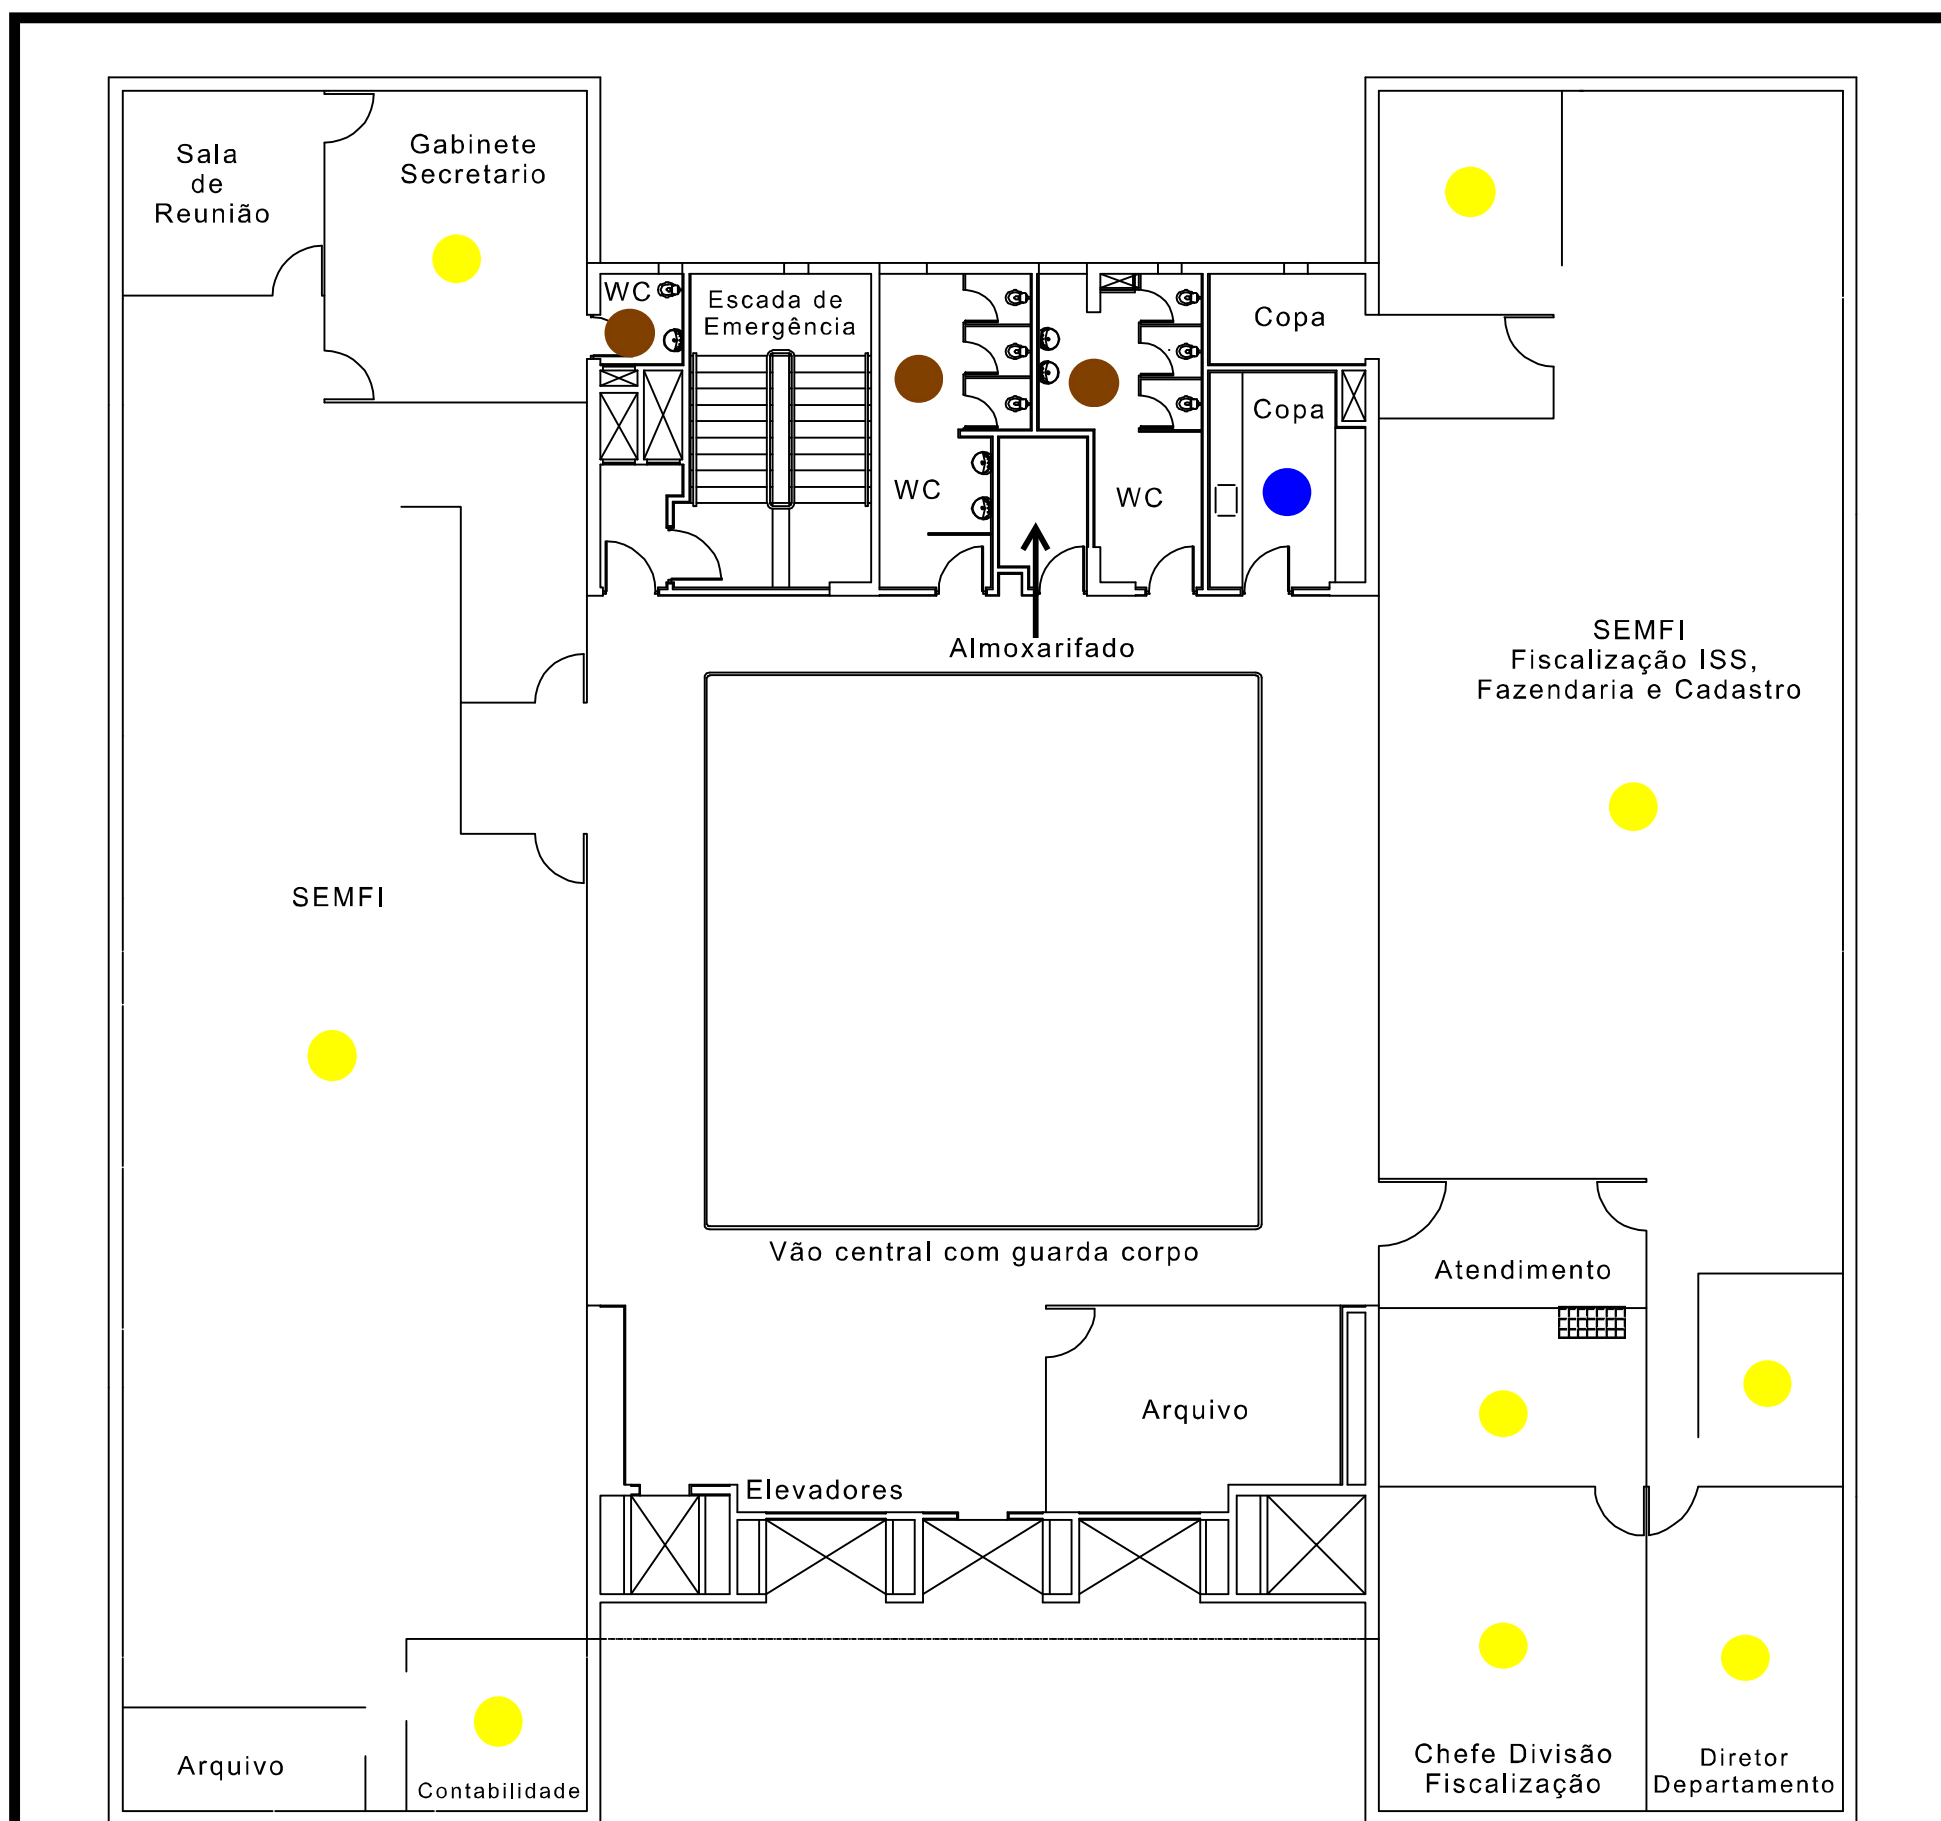 Sala
de
Reunião
Gabinete
Secretario
WC
Escada de
Emergência
Copa
Copa
WC
WC
Almoxarifado
SEMFI
Fiscalização ISS,
Fazendaria e Cadastro
SEMFI
Vão central com guarda corpo
Atendimento
Arquivo
Elevadores
Arquivo
Contabilidade
Chefe Divisão
Fiscalização
Diretor
Departamento